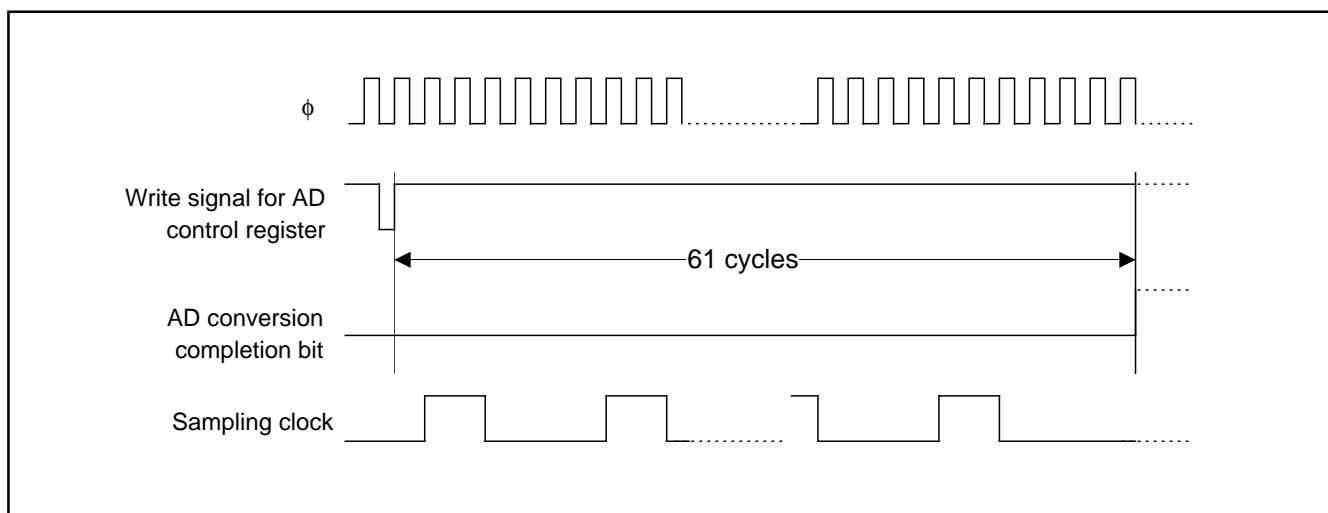 ϕ
Write signal for AD
control register
61 cycles
AD conversion
completion bit
Sampling clock